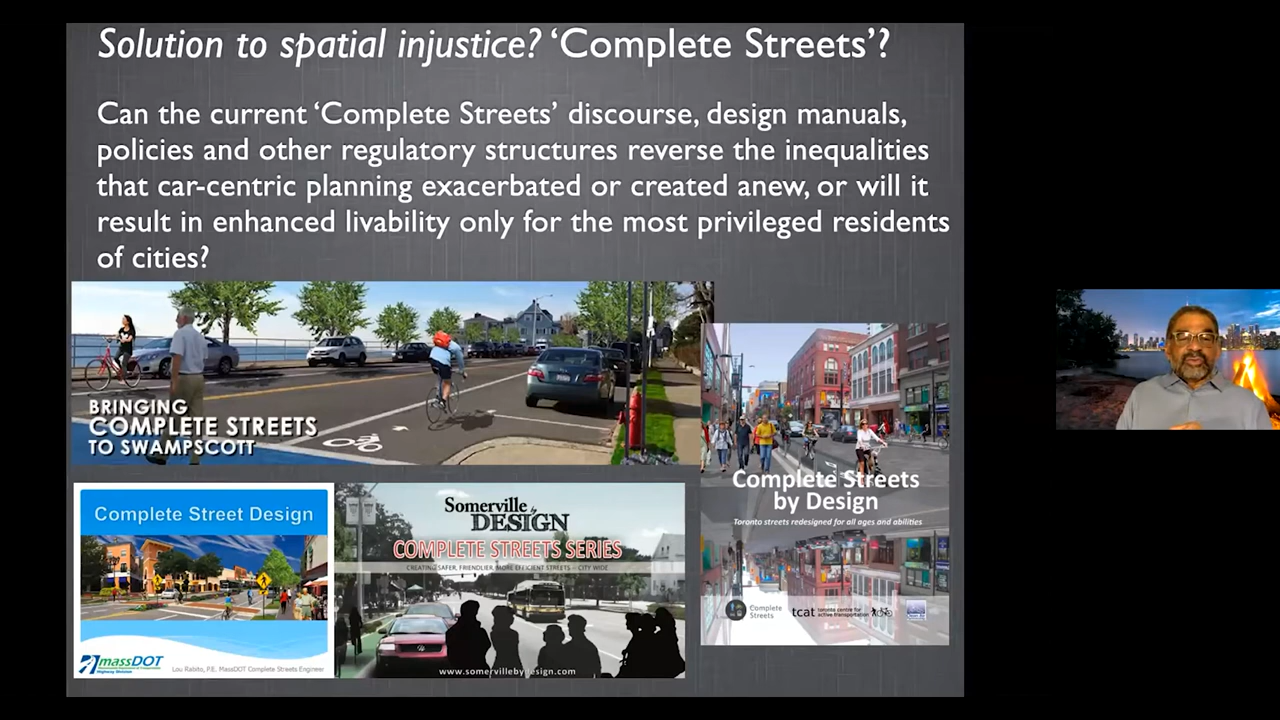 Solution to spatial injustice? ‘Complete Streets’?
Can the current ‘Complete Streets’ discourse, design manuals,
policies and other regulatory structures reverse the inequalities
that car-centric planning exacerbated or created anew, or will it
result in enhanced livability only for the most privileged residents
of cities?
BRINGING
COMPLETE STREETS
TO SWAMPSCOTT
Complete Streets
by Design
Toronto streets redesigned for all ages and abilities
Complete
Streets
tcat
toronto centre for
active transportation
Complete Street Design
massDOT
Highway Division
Lou Rabito, P.E. MassDOT Complete Streets Engineer
Somerville by
DESIGN
COMPLETE STREETS SERIES
CREATING SAFER, FRIENDLIER, MORE EFFICIENT STREETS – CITY WIDE
www.somervillebydesign.com